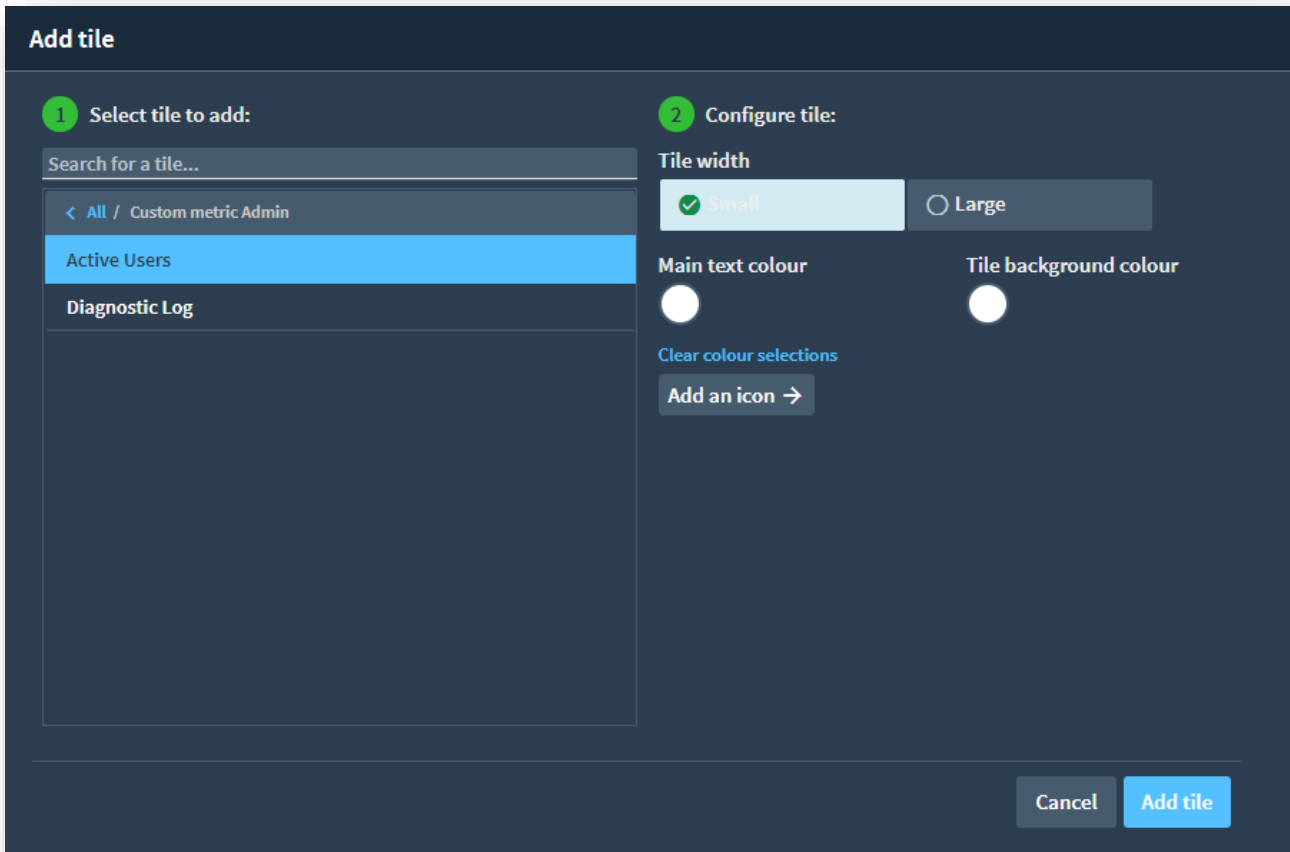 Add tile
1 Select tile to add:
Search for a tile...
< All / Custom metric Admin
Active Users
Diagnostic Log
2 Configure tile:
Tile width
Small
Large
Main text colour
Tile background colour
Clear colour selections
Add an icon →
Cancel
Add tile